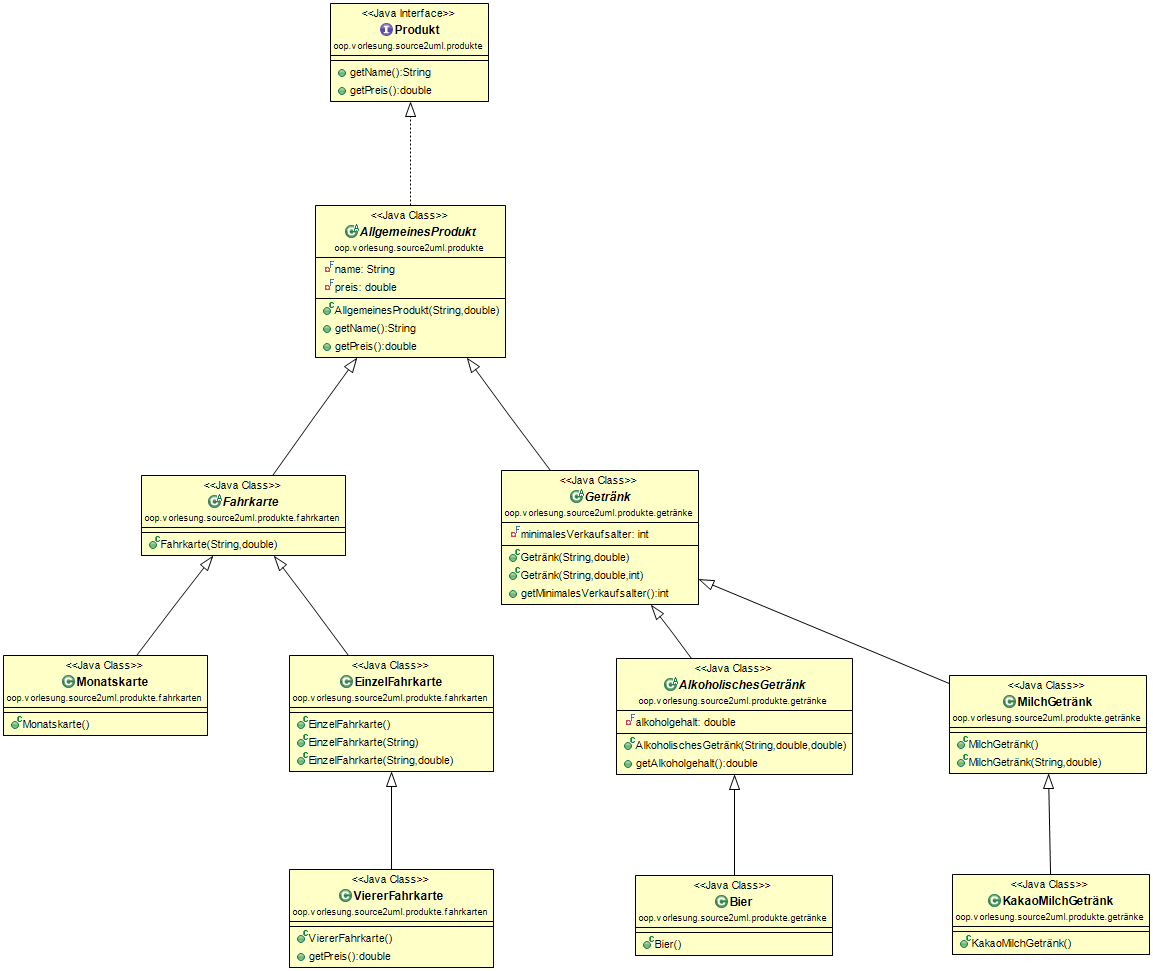 <<Java Interface>>
Produkt
oop.vorlesung.source2uml.produkte
getName():String
getPreis():double
<<Java Class>>
AllgemeinesProdukt
oop.vorlesung.source2uml.produkte
name: String
preis: double
AllgemeinesProdukt(String,double)
getName():String
getPreis():double
<<Java Class>>
Fahrkarte
oop.vorlesung.source2uml.produkte.fahrkarten
Fahrkarte(String,double)
<<Java Class>>
Getränk
oop.vorlesung.source2uml.produkte.getränke
minimalesVerkaufsalter: int
Getränk(String,double)
Getränk(String,double,int)
getMinimalesVerkaufsalter():int
<<Java Class>>
Monatskarte
oop.vorlesung.source2uml.produkte.fahrkarten
Monatskarte()
<<Java Class>>
EinzelFahrkarte
oop.vorlesung.source2uml.produkte.fahrkarten
EinzelFahrkarte()
EinzelFahrkarte(String)
EinzelFahrkarte(String,double)
<<Java Class>>
AlkoholischesGetränk
oop.vorlesung.source2uml.produkte.getränke
alkoholgehalt: double
AlkoholischesGetränk(String,double,double)
getAlkoholgehalt():double
<<Java Class>>
MilchGetränk
oop.vorlesung.source2uml.produkte.getränke
MilchGetränk()
MilchGetränk(String,double)
<<Java Class>>
ViererFahrkarte
oop.vorlesung.source2uml.produkte.fahrkarten
ViererFahrkarte()
getPreis():double
<<Java Class>>
Bier
oop.vorlesung.source2uml.produkte.getränke
Bier()
<<Java Class>>
KakaoMilchGetränk
oop.vorlesung.source2uml.produkte.getränke
KakaoMilchGetränk()